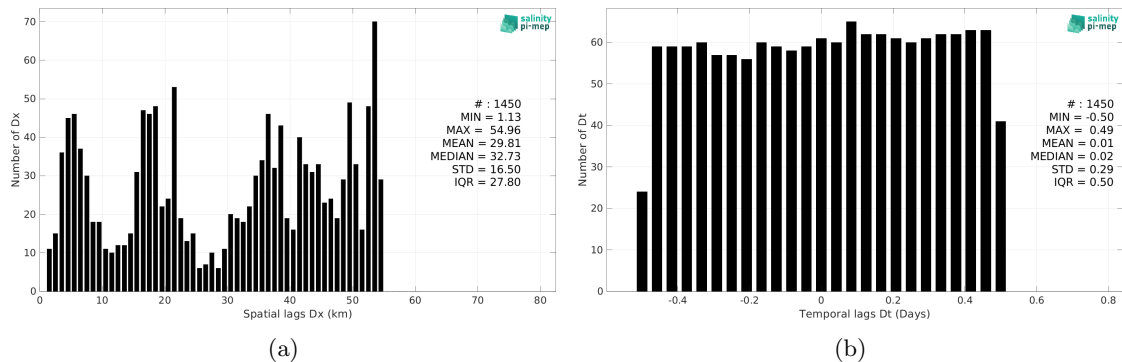 70
60
50
40
30
20
10
0
Number of Dx
0 10 20 30 40 50 60 70 80
Spatial lags Dx (km)
salinity
pi-mep
# : 1450
MIN = 1.13
MAX = 54.96
MEAN = 29.81
MEDIAN = 32.73
STD = 16.50
IQR = 27.80
(a)
60
50
40
30
20
10
0
Number of Dt
-0.4 -0.2 0 0.2 0.4 0.6 0.8
Temporal lags Dt (Days)
salinity
pi-mep
# : 1450
MIN = -0.50
MAX = 0.49
MEAN = 0.01
MEDIAN = 0.02
STD = 0.29
IQR = 0.50
(b)